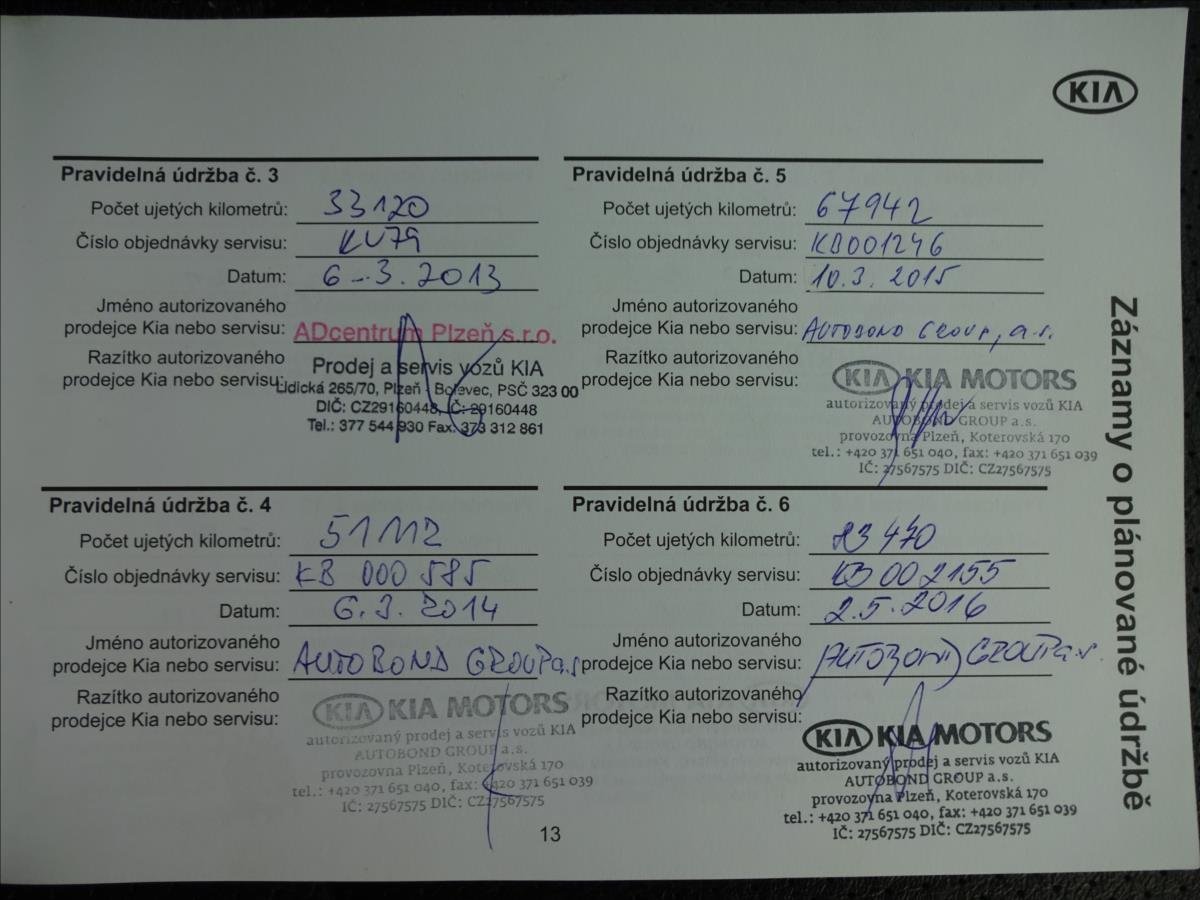 KIA
Záznamy o plánované údržbě
Pravidelná údržba č. 3
Počet ujetých kilometrů: 33120
Číslo objednávky servisu: KU79
Datum: 6-3.2013
Jméno autorizovaného
prodejce Kia nebo servisu: ADcentrum Plzeň s.r.o.
Razítko autorizovaného
prodejce Kia nebo servisu:
Prodej a servis vozů KIA
Lidická 265/70, Plzeň - Bolevec, PSČ 323 00
DIČ: CZ29160448, IČ: 29160448
Tel.: 377 544 930 Fax: 373 312 861
Pravidelná údržba č. 4
Počet ujetých kilometrů: 51112
Číslo objednávky servisu: KB 000 585
Datum: 6.3. 2014
Jméno autorizovaného
prodejce Kia nebo servisu: AUTOBOND GROUP a.s
Razítko autorizovaného
prodejce Kia nebo servisu:
KIA KIA MOTORS
autorizovaný prodej a servis vozů KIA
AUTOBOND GROUP a.s.
provozovna Plzeň, Koterovská 170
tel.: +420 371 651 040, fax: +420 371 651 039
IČ: 27567575 DIČ: CZ27567575
Pravidelná údržba č. 5
Počet ujetých kilometrů: 67942
Číslo objednávky servisu: KB001246
Datum: 10.3. 2015
Jméno autorizovaného
prodejce Kia nebo servisu: AUTOBOND GROUP, a.s.
Razítko autorizovaného
prodejce Kia nebo servisu:
KIA KIA MOTORS
autorizovaný prodej a servis vozů KIA
AUTOBOND GROUP a.s.
provozovna Plzeň, Koterovská 170
tel.: +420 371 651 040, fax: +420 371 651 039
IČ: 27567575 DIČ: CZ27567575
Pravidelná údržba č. 6
Počet ujetých kilometrů:
Číslo objednávky servisu: KB002155
Datum: 2.5.2016
Jméno autorizovaného
prodejce Kia nebo servisu: AUTOBOND GROUP a.s.
Razítko autorizovaného
prodejce Kia nebo servisu:
KIA KIA MOTORS
autorizovaný prodej a servis vozů KIA
AUTOBOND GROUP a.s.
provozovna Plzeň, Koterovská 170
tel.: +420 371 651 040, fax: +420 371 651 039
IČ: 27567575 DIČ: CZ27567575
13